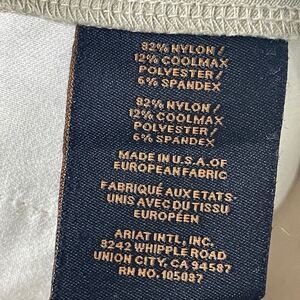 82% NYLON /
12% COOLMAX
POLYESTER /
6% SPANDEX
82% NYLON /
12% COOLMAX
POLYESTER /
6% SPANDEX
MADE IN U.S.A.OF
EUROPEAN FABRIC
FABRIQUÉ AUX ETATS-
UNIS AVEC DU TISSU
EUROPÉEN
ARIAT INTL, INC.
3242 WHIPPLE ROAD
UNION CITY, CA 94587
RN NO. 105087